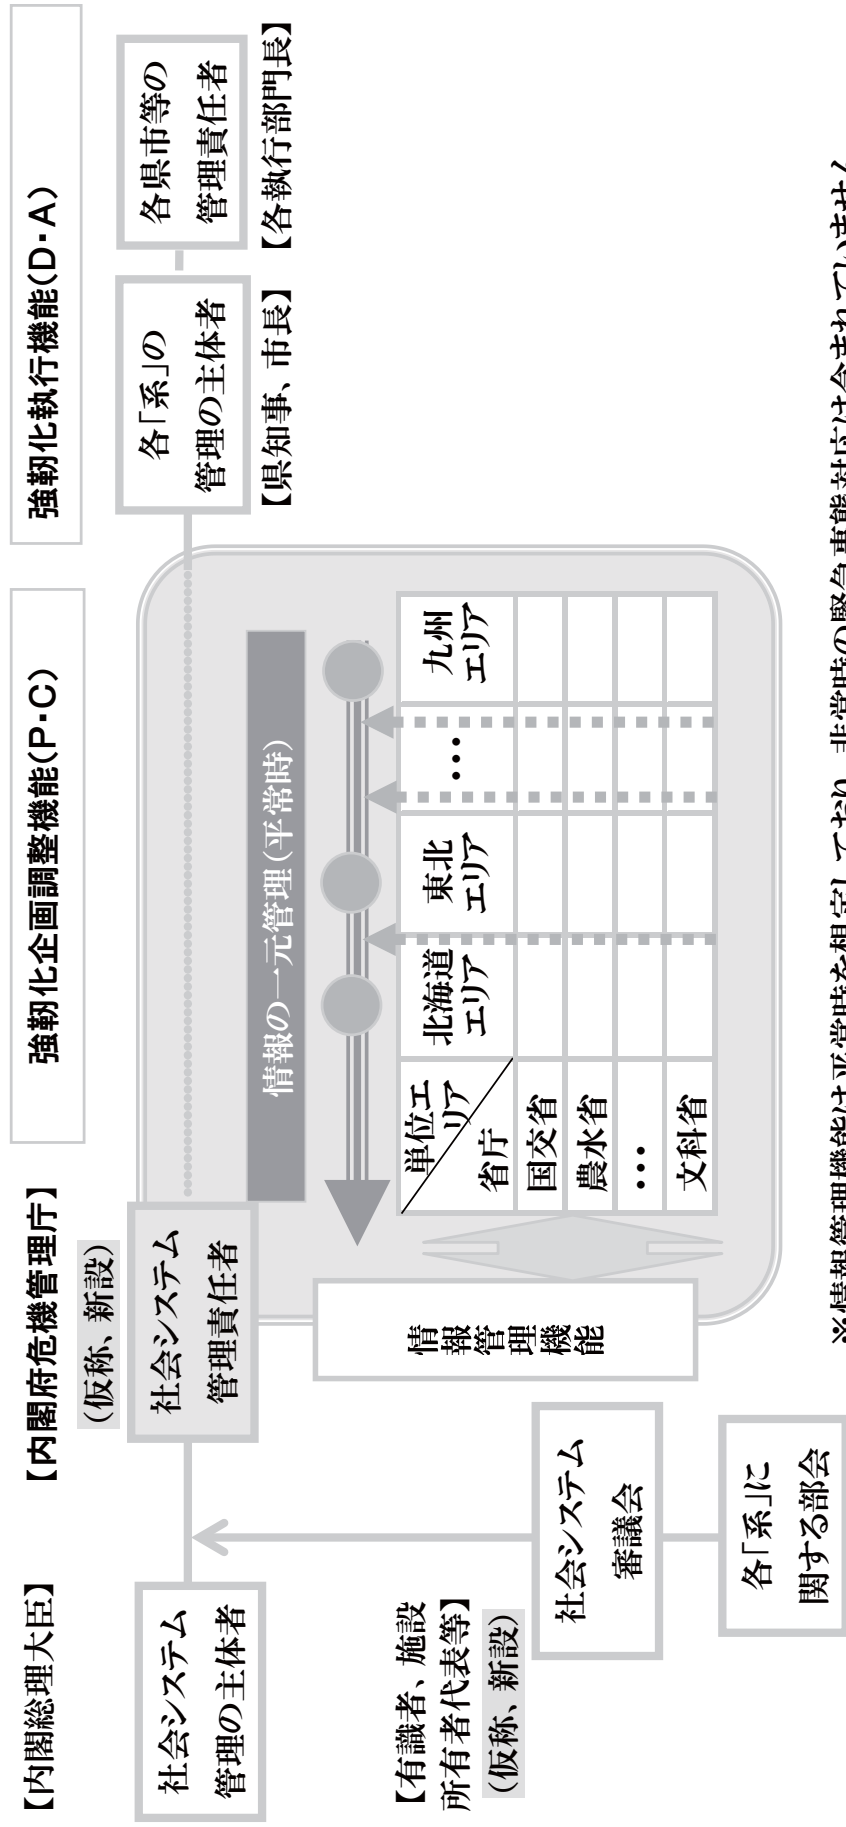 【内閣総理大臣】
社会システム
管理の主体者
【内閣府危機管理庁】
(仮称、新設)
社会システム
管理責任者
強靭化企画調整機能(P・C)
強靭化執行機能(D・A)
各「系」の
管理の主体者
【県知事、市長】
各県市等の
管理責任者
【各執行部門長】
情報の一元管理(平常時)
単位エ
リア
省庁
北海道
エリア
東北
エリア
…
九州
エリア
国交省
農水省
…
文科省
情報管理機能
【有識者、施設
所有者代表等】
(仮称、新設)
社会システム
審議会
各「系」に
関する部会
※情報管理機能は平常時を想定しており、非常時の緊急事態対応は含まれていません